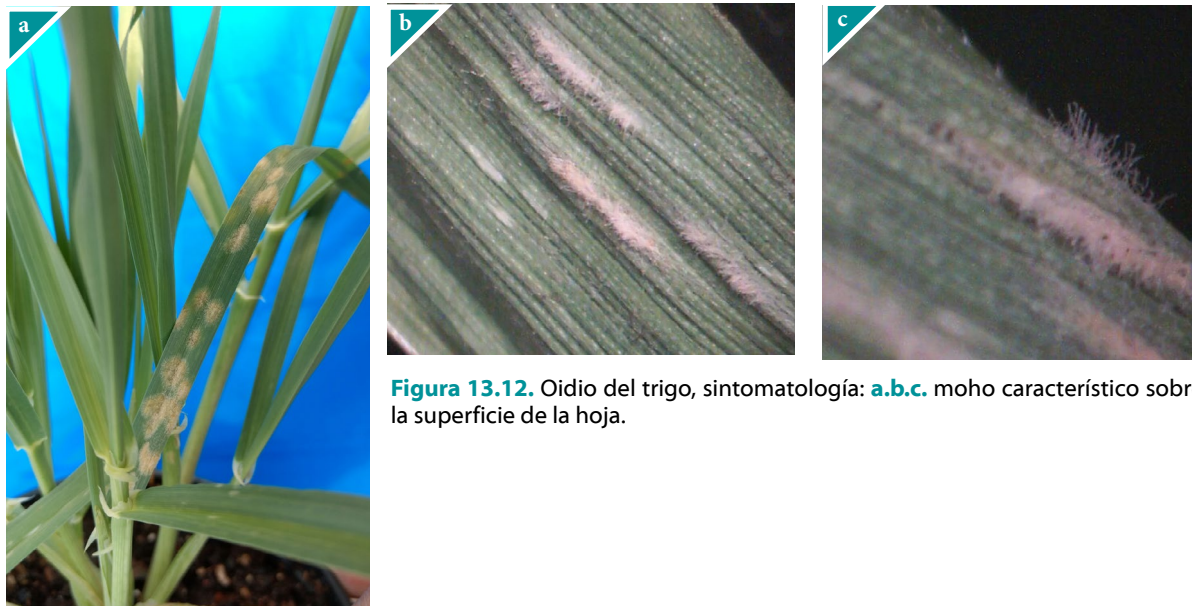 a
b
c
Figura 13.12. Oidio del trigo, sintomatología: a.b.c. moho característico sobr
la superficie de la hoja.